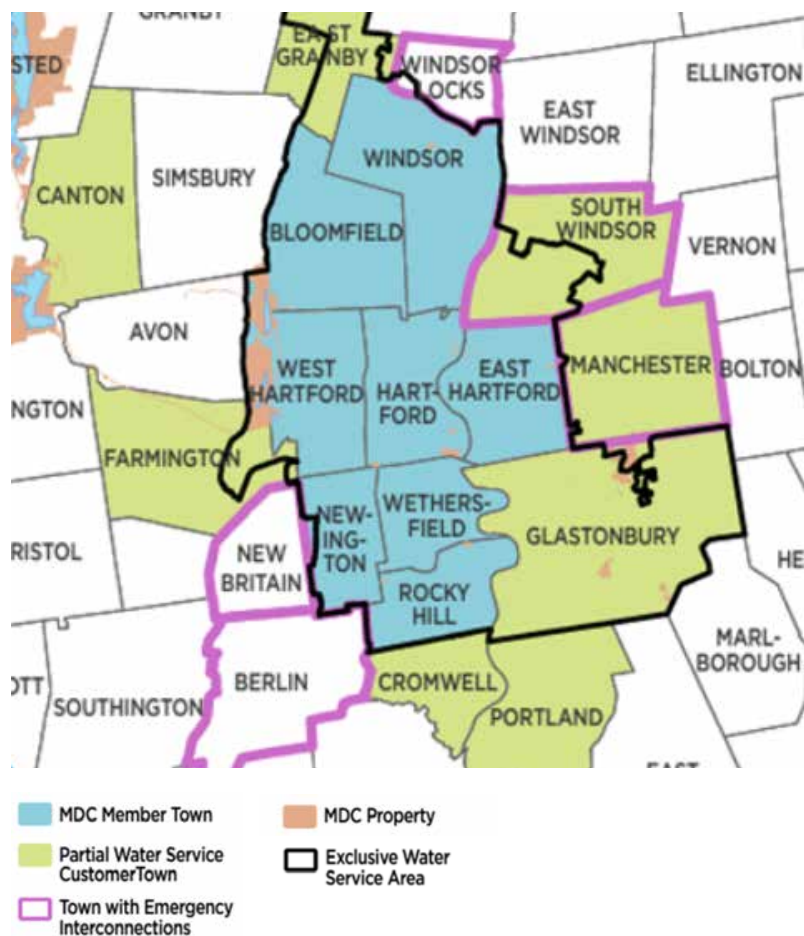 GRANBY
EAST
GRANBY
STED
WINDSOR
LOCKS
ELLINGTON
EAST
WINDSOR
WINDSOR
SIMSBURY
CANTON
SOUTH
WINDSOR
BLOOMFIELD
VERNON
AVON
WEST
HARTFORD
HART-
FORD
EAST
HARTFORD
MANCHESTER
BOLTON
NGTON
FARMINGTON
WETHERS-
FIELD
NEW-
ING-
TON
GLASTONBURY
RISTOL
NEW
BRITAIN
HE
ROCKY
HILL
MARL-
BOROUGH
OTT
SOUTHINGTON
BERLIN
CROMWELL
PORTLAND
EAST
MDC Member Town
MDC Property
Partial Water Service
CustomerTown
Exclusive Water
Service Area
Town with Emergency
Interconnections